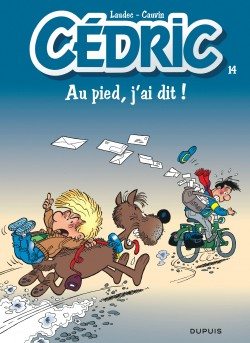 Laudec - Cauvin
CÉDRIC
14
Au pied, j'ai dit !
DUPUIS